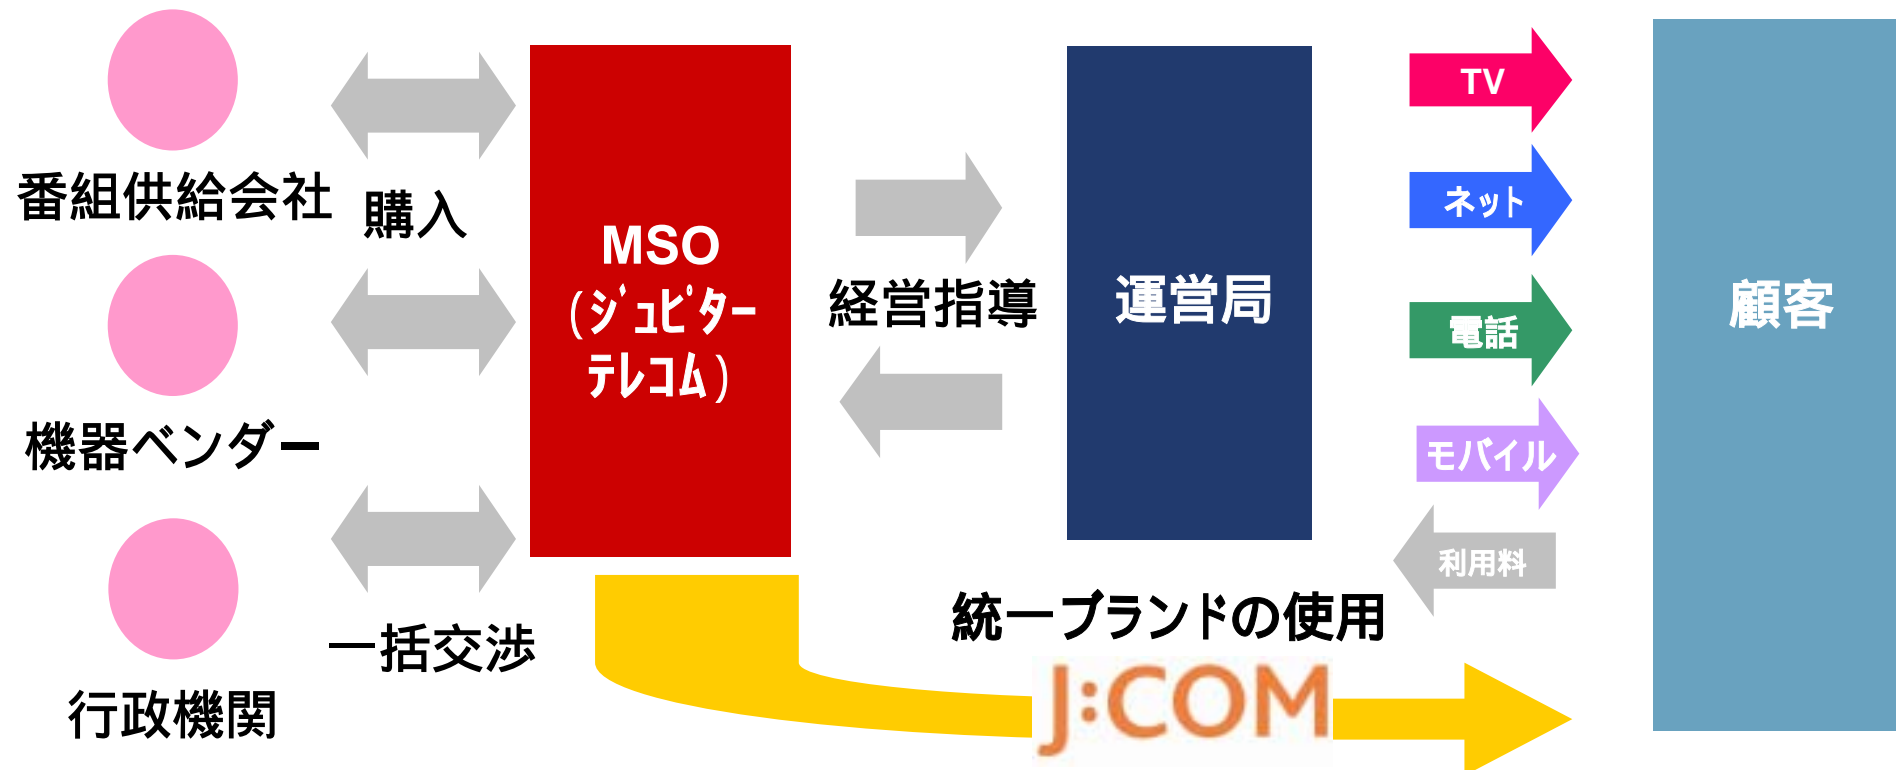 番組供給会社
購入
機器ベンダー
一括交渉
行政機関
MSO
(ｼﾞｭﾋﾟﾀｰ
ﾃﾚｺﾑ)
経営指導
運営局
TV
ネット
電話
モバイル
利用料
顧客
統一ブランドの使用
J:COM